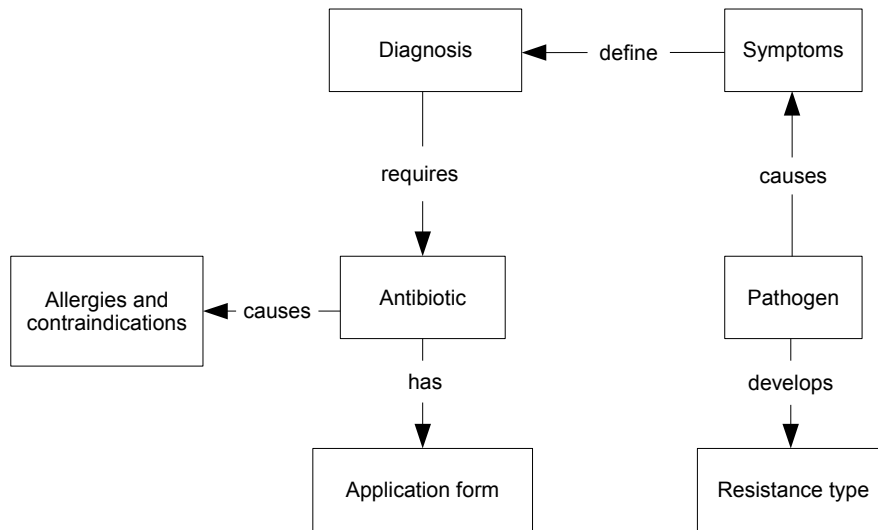 Diagnosis
define
Symptoms
requires
causes
Allergies and
contraindications
causes
Antibiotic
Pathogen
has
develops
Application form
Resistance type